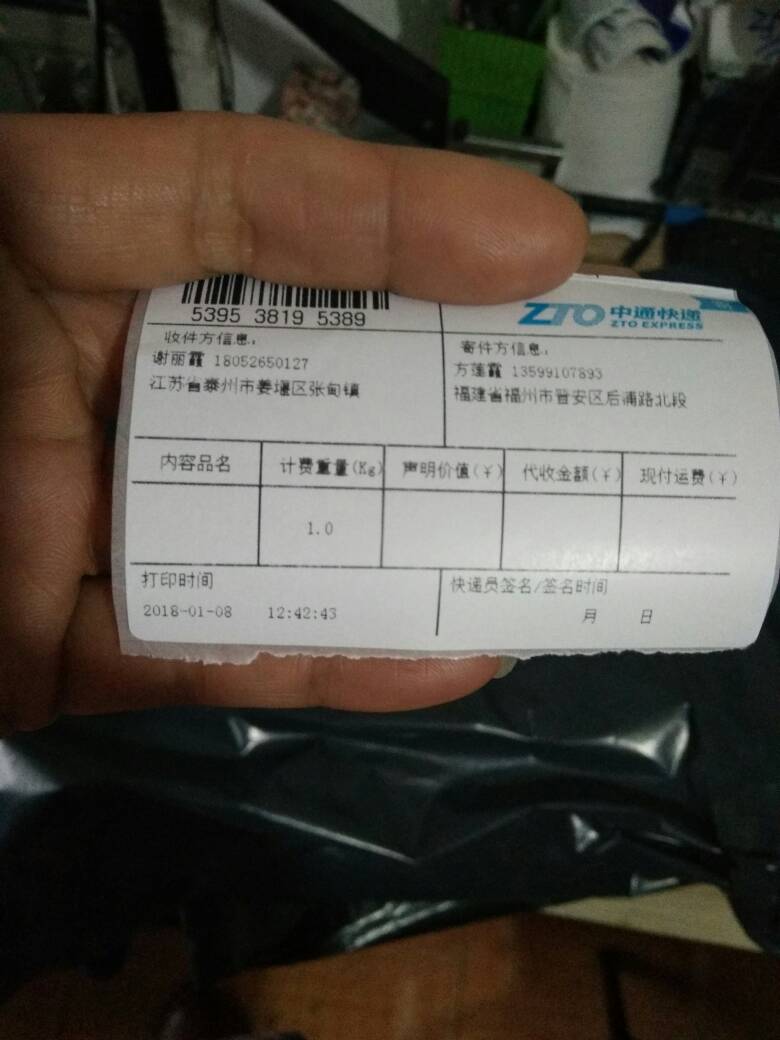 5395 3819 5389
ZTO 中通快递
ZTO EXPRESS
收件方信息:
谢丽霞 18052650127
江苏省泰州市姜堰区张甸镇
寄件方信息:
方莲霞 13599107893
福建省福州市晋安区后浦路北段
内容品名 计费重量(Kg) 声明价值(¥) 代收金额(¥) 现付运费(¥)
1.0
打印时间
2018-01-08 12:42:43
快递员签名/签名时间
月 日